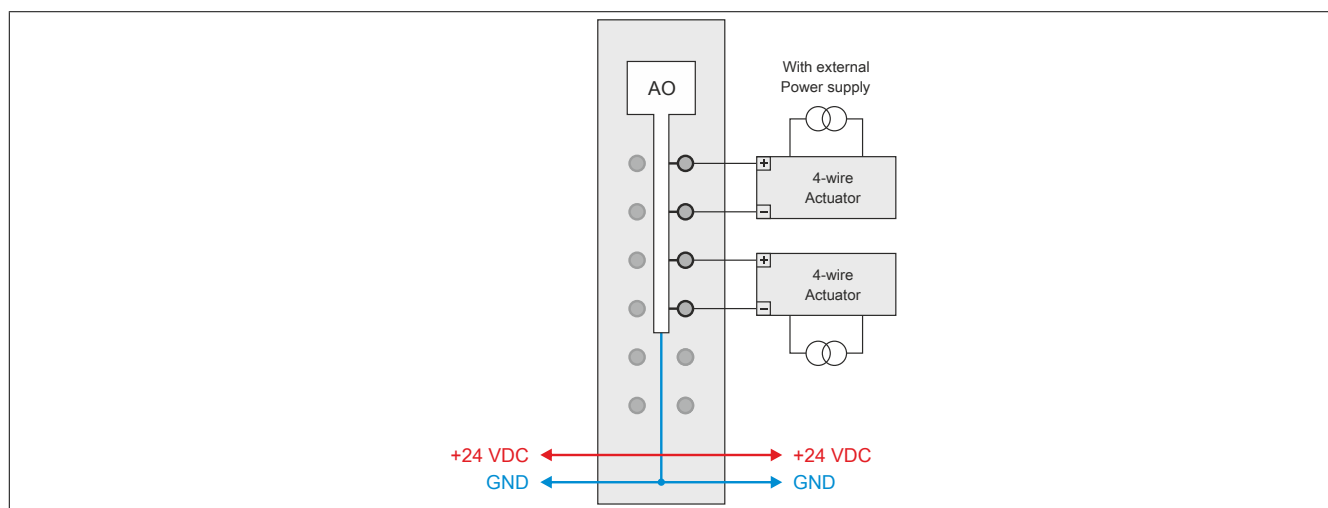 AO
With external
Power supply
+
4-wire
Actuator
−
+
4-wire
Actuator
−
+24 VDC +24 VDC
GND GND